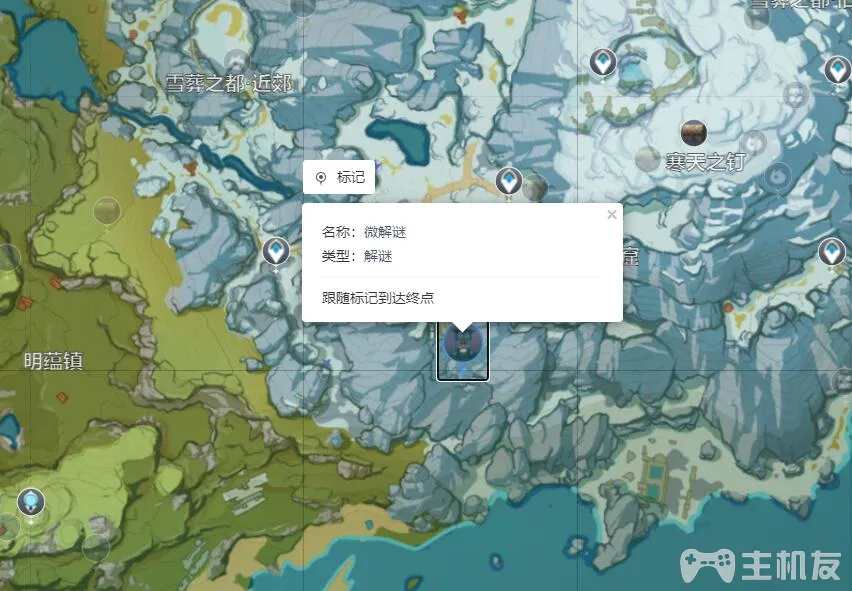 雪葬之都·近郊
标记
寒天之钉
名称：微解谜
类型：解谜
窟
跟随标记到达终点
明蕴镇
主机友